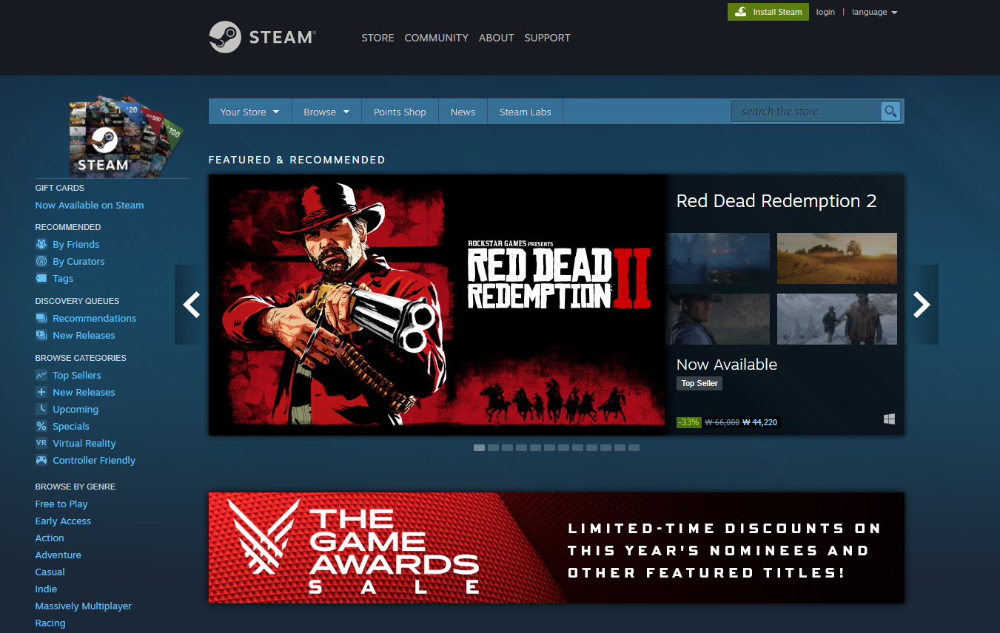 Install Steam
login | language
STEAM®
STORE COMMUNITY ABOUT SUPPORT
$20
$100
STEAM
Your Store
Browse
Points Shop
News
Steam Labs
search the store
GIFT CARDS
Now Available on Steam
RECOMMENDED
By Friends
By Curators
Tags
DISCOVERY QUEUES
Recommendations
New Releases
BROWSE CATEGORIES
Top Sellers
New Releases
Upcoming
Specials
VR Virtual Reality
Controller Friendly
BROWSE BY GENRE
Free to Play
Early Access
Action
Adventure
Casual
Indie
Massively Multiplayer
Racing
FEATURED & RECOMMENDED
ROCKSTAR GAMES PRESENTS
RED DEAD
REDEMPTION II
Red Dead Redemption 2
Now Available
Top Seller
-33% ₩ 66,000 ₩ 44,220
THE
GAME
AWARDS
SALE
LIMITED-TIME DISCOUNTS ON
THIS YEAR'S NOMINEES AND
OTHER FEATURED TITLES!